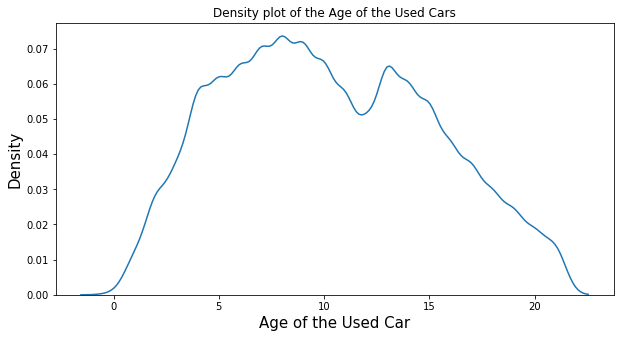 Density plot of the Age of the Used Cars
0.07
0.06
0.05
0.04
0.03
0.02
0.01
0.00
Density
0 5 10 15 20
Age of the Used Car